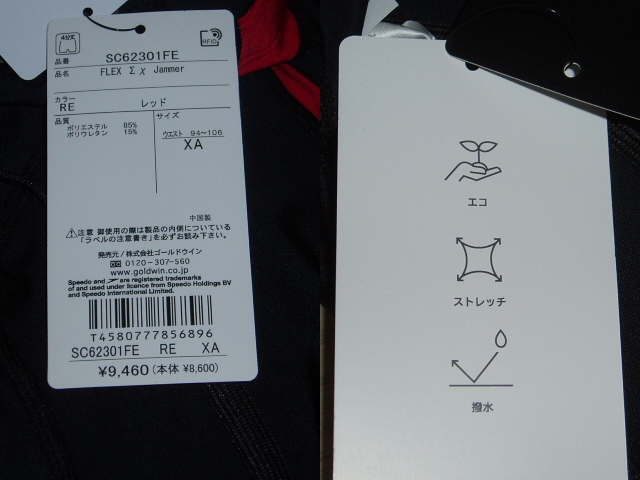 4分丈
RFID
品番 SC62301FE
品名 FLEX Σ χ Jammer
カラー
RE レッド
品質
ポリエステル 85%
ポリウレタン 15%
サイズ
ウエスト 94～106
XA
中国製
⚠注意 御使用の際は製品の内側についている
「ラベルの注意書き」を必ずお読み下さい。
発売元/株式会社ゴールドウイン
0120-307-560
www.goldwin.co.jp
Speedo and are registered trademarks
of and used under licence from Speedo Holdings BV
and Speedo International Limited.
T4580777856896
SC62301FE RE XA
¥9,460(本体 ¥8,600)
エコ
ストレッチ
撥水